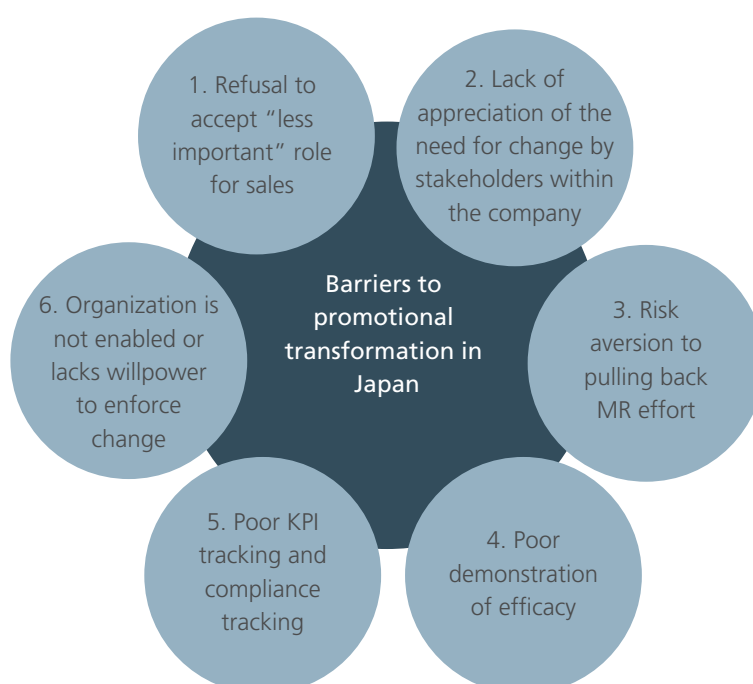 1. Refusal to
accept “less
important” role
for sales
2. Lack of
appreciation of the
need for change by
stakeholders within
the company
Barriers to
promotional
transformation in
Japan
3. Risk
aversion to
pulling back
MR effort
4. Poor
demonstration
of efficacy
5. Poor KPI
tracking and
compliance
tracking
6. Organization is
not enabled or
lacks willpower
to enforce
change